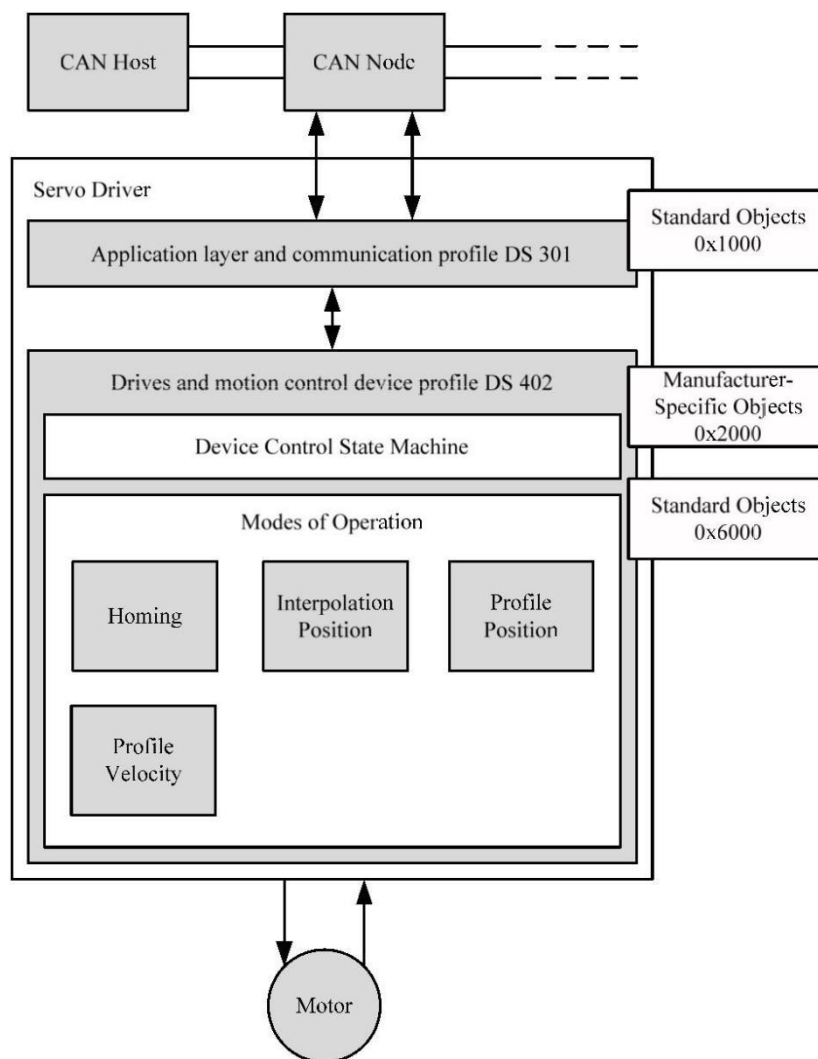 CAN Host
CAN Node
Servo Driver
Standard Objects
0x1000
Application layer and communication profile DS 301
Drives and motion control device profile DS 402
Manufacturer-
Specific Objects
0x2000
Device Control State Machine
Standard Objects
0x6000
Modes of Operation
Homing
Interpolation
Position
Profile
Position
Profile
Velocity
Motor